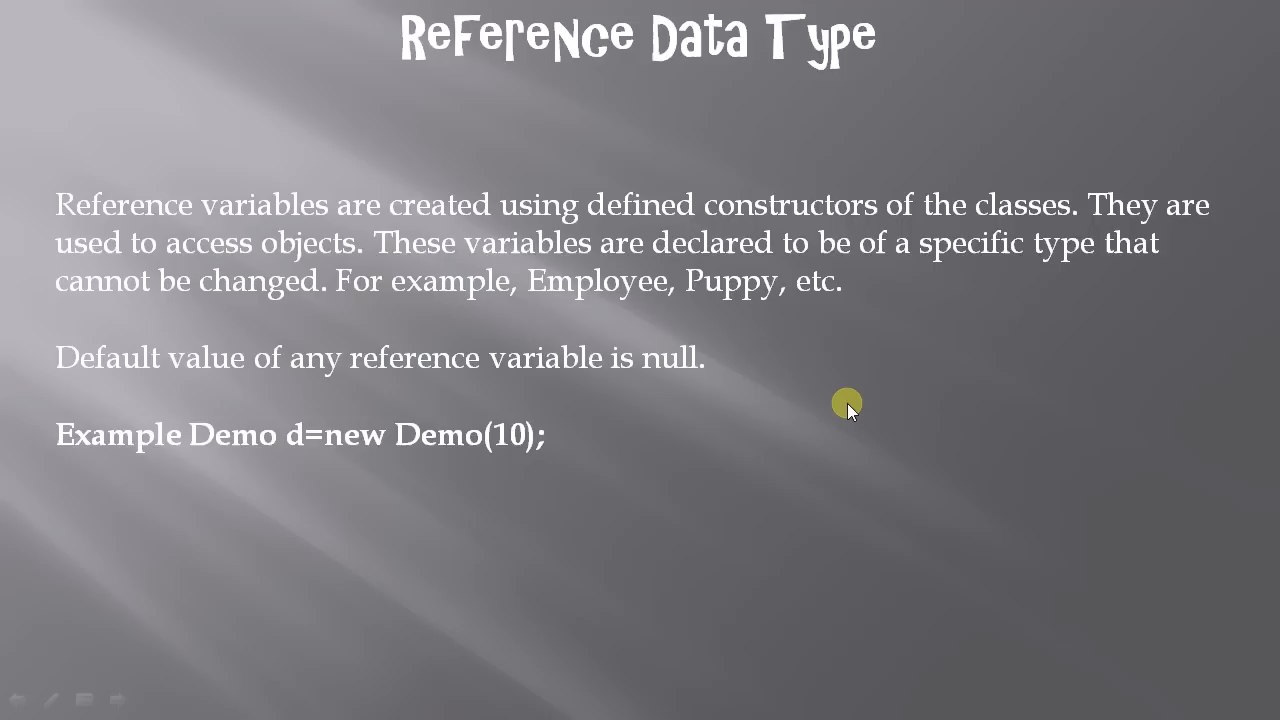 Reference Data Type
Reference variables are created using defined constructors of the classes. They are
used to access objects. These variables are declared to be of a specific type that
cannot be changed. For example, Employee, Puppy, etc.
Default value of any reference variable is null.
Example Demo d=new Demo(10);